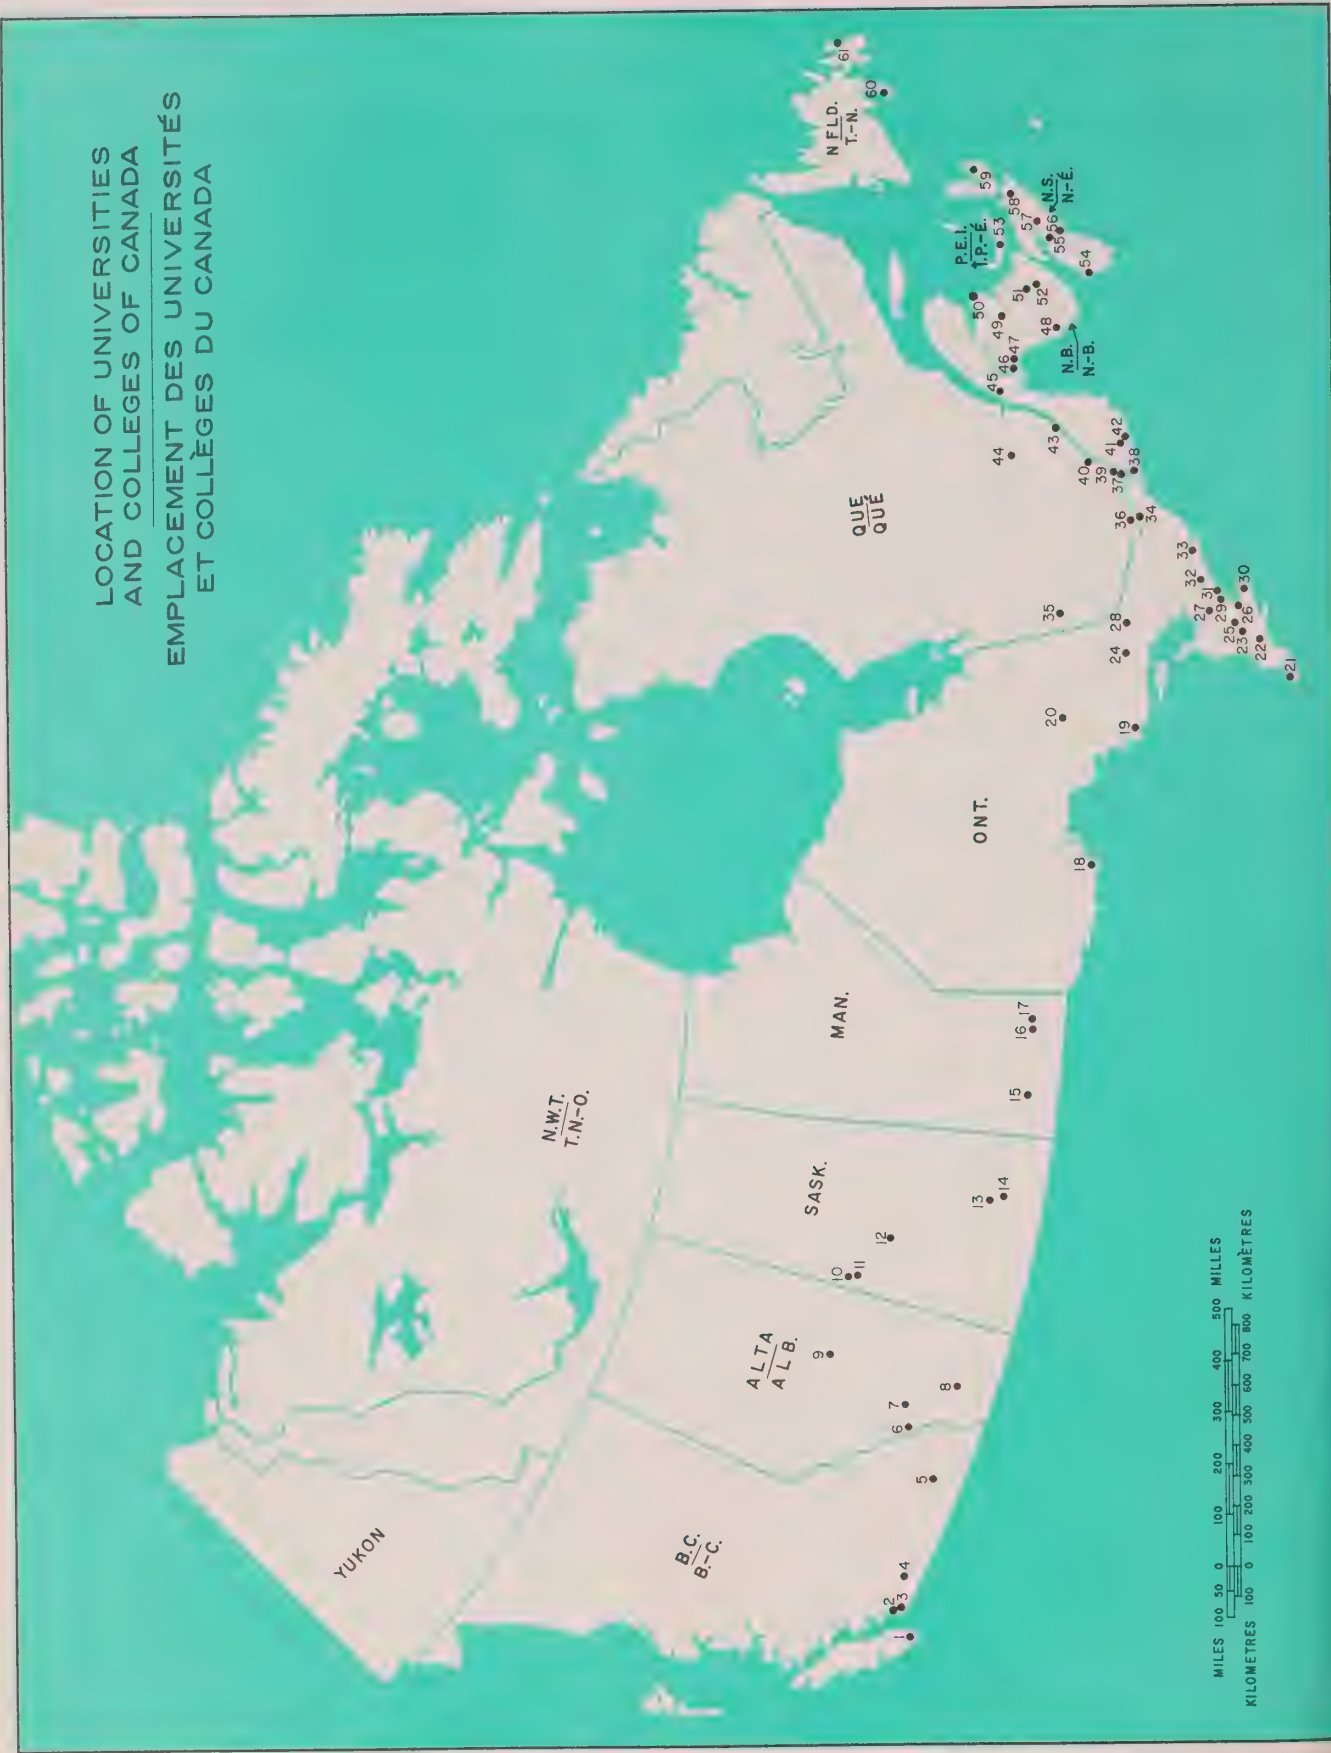 LOCATION OF UNIVERSITIES
AND COLLEGES OF CANADA
EMPLACEMENT DES UNIVERSITÉS
ET COLLÈGES DU CANADA
YUKON
N.W.T.
T.N.-O.
B.C.
B.-C.
ALTA
ALB.
SASK.
MAN.
ONT.
QUE
QUÉ
NFLD.
T.-N.
P.E.I.
Î.P.-É.
N.S.
N.-É.
N.B.
N.-B.
1
2
3
4
5
6
7
8
9
10
11
12
13
14
15
16
17
18
19
20
21
22
23
24
25
26
27
28
29
30
31
32
33
34
35
36
37
38
39
40
41
42
43
44
45
46
47
48
49
50
51
52
53
54
55
56
57
58
59
60
61
MILES 100 50 0 100 200 300 400 500 MILLES
KILOMETRES 100 0 100 200 300 400 500 600 700 800 KILOMÈTRES